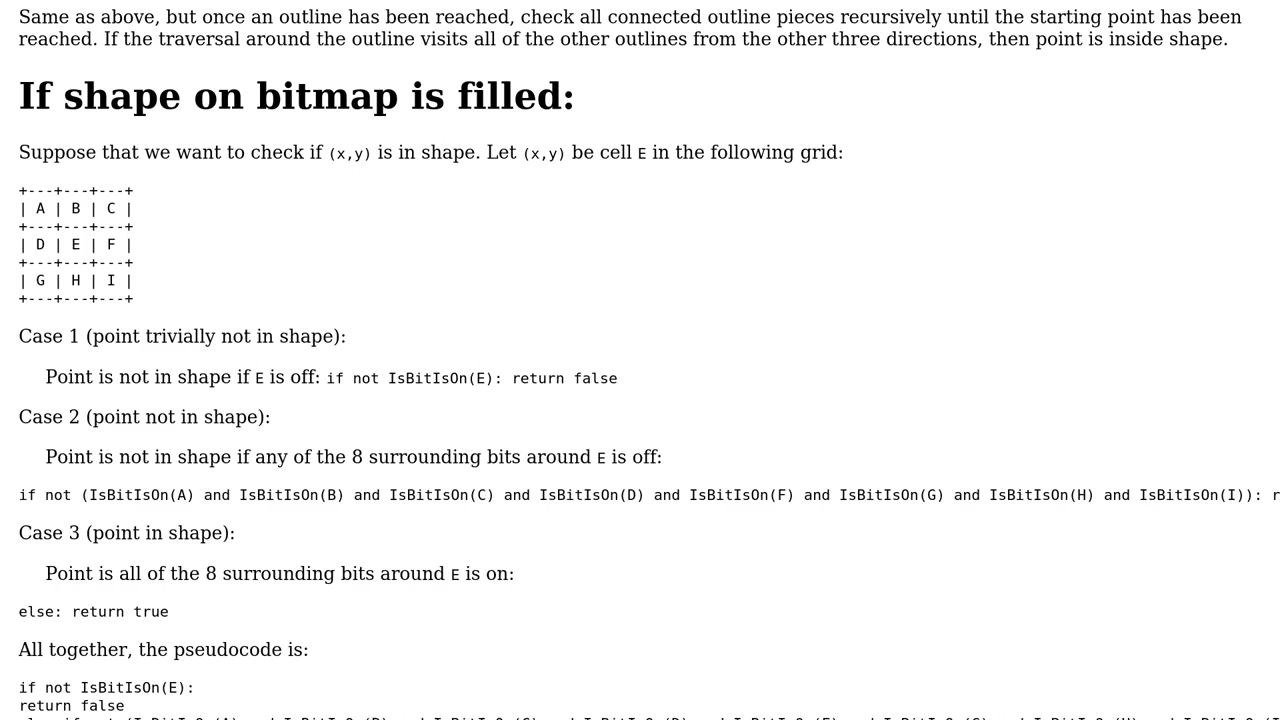 Same as above, but once an outline has been reached, check all connected outline pieces recursively until the starting point has been
reached. If the traversal around the outline visits all of the other outlines from the other three directions, then point is inside shape.
If shape on bitmap is filled:
Suppose that we want to check if (x,y) is in shape. Let (x,y) be cell E in the following grid:
+---+---+---+
| A | B | C |
+---+---+---+
| D | E | F |
+---+---+---+
| G | H | I |
+---+---+---+
Case 1 (point trivially not in shape):
Point is not in shape if E is off: if not IsBitIsOn(E): return false
Case 2 (point not in shape):
Point is not in shape if any of the 8 surrounding bits around E is off:
if not (IsBitIsOn(A) and IsBitIsOn(B) and IsBitIsOn(C) and IsBitIsOn(D) and IsBitIsOn(F) and IsBitIsOn(G) and IsBitIsOn(H) and IsBitIsOn(I)): r
Case 3 (point in shape):
Point is all of the 8 surrounding bits around E is on:
else: return true
All together, the pseudocode is:
if not IsBitIsOn(E):
return false